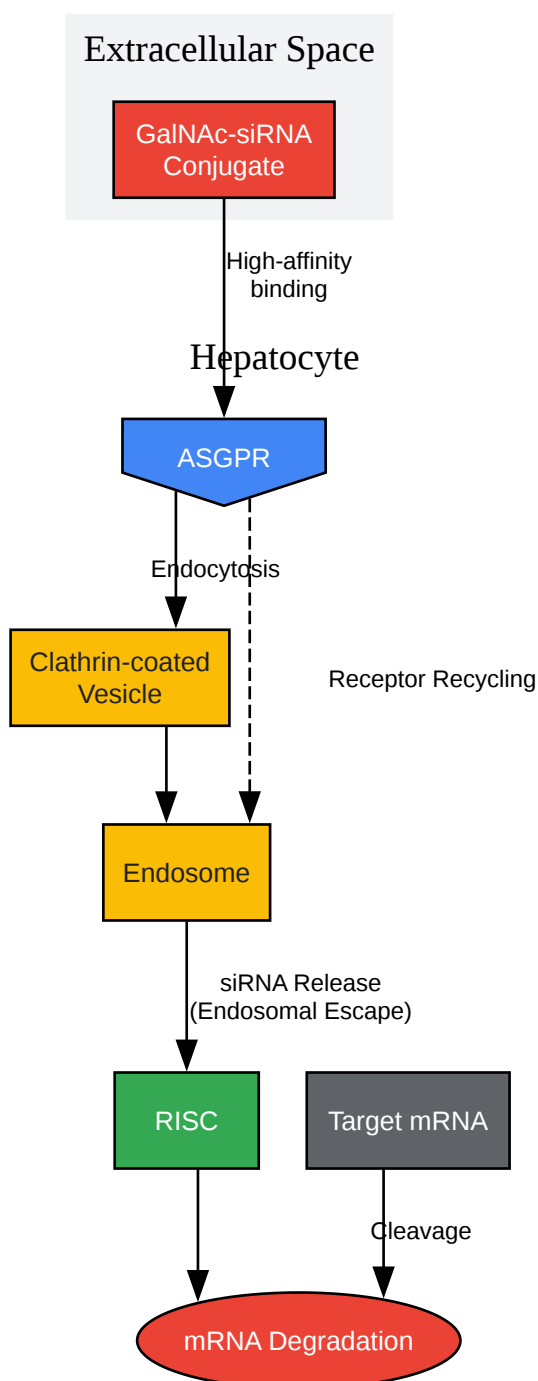 Extracellular Space
GalNAc-siRNA
Conjugate
High-affinity
binding
Hepatocyte
ASGPR
Endocytosis
Clathrin-coated
Vesicle
Receptor Recycling
Endosome
siRNA Release
(Endosomal Escape)
RISC
Target mRNA
Cleavage
mRNA Degradation